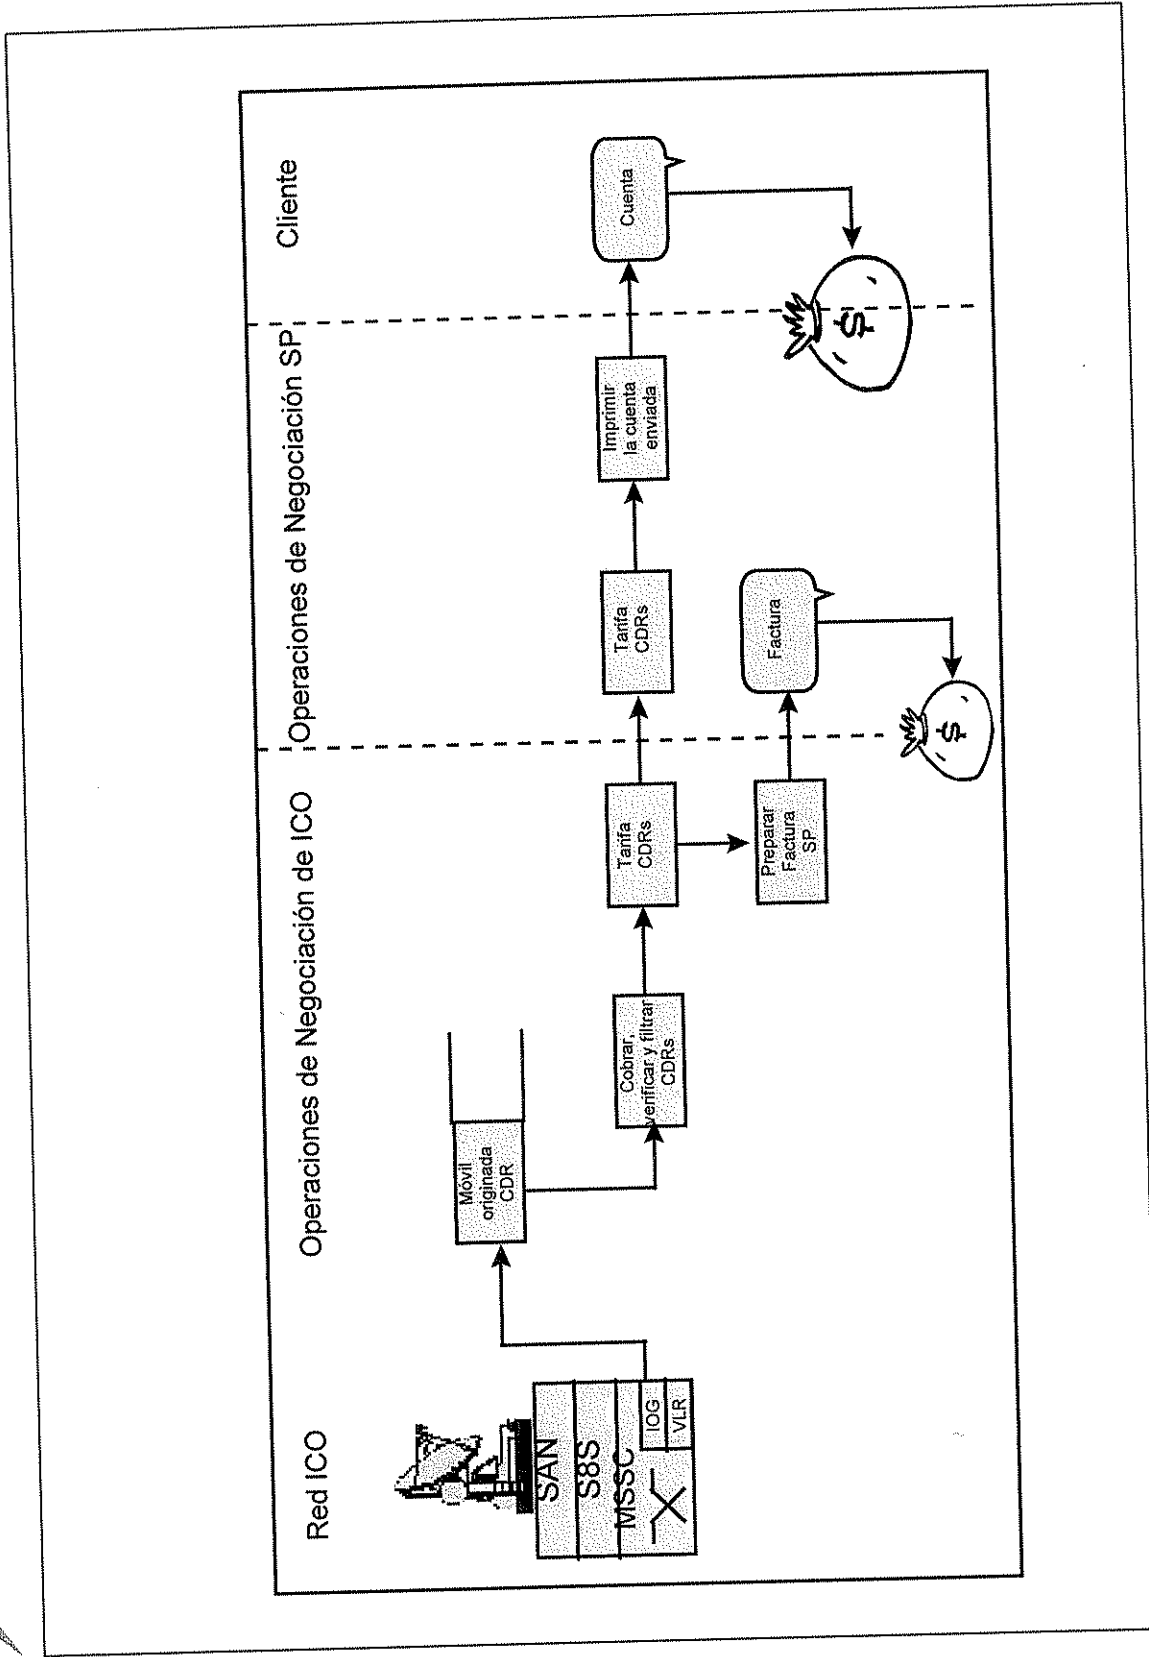 Red ICO
Operaciones de Negociación de ICO
Operaciones de Negociación SP
Cliente
SAN
S8S
MSSC
IOG
VLR
Móvil
originada
CDR
Cobrar,
verificar y filtrar
CDRs
Tarifa
CDRs
Preparar
Factura
SP
Tarifa
CDRs
Factura
Imprimir
la cuenta
enviada
Cuenta
$
$